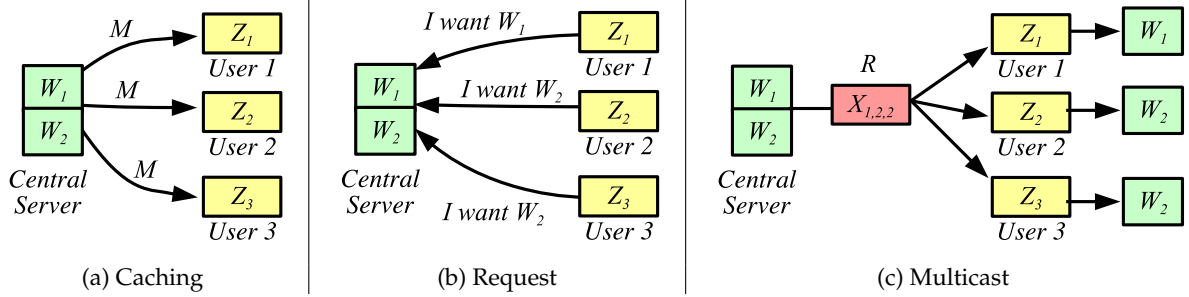 M
Z1
User 1
W1
W2
M
Z2
User 2
M
Z3
User 3
Central
Server
(a) Caching
I want W1
Z1
User 1
W1
W2
I want W2
Z2
User 2
I want W2
Z3
User 3
Central
Server
(b) Request
R
Z1
User 1
W1
W1
W2
X1,2,2
Z2
User 2
W2
Z3
User 3
W2
Central
Server
(c) Multicast